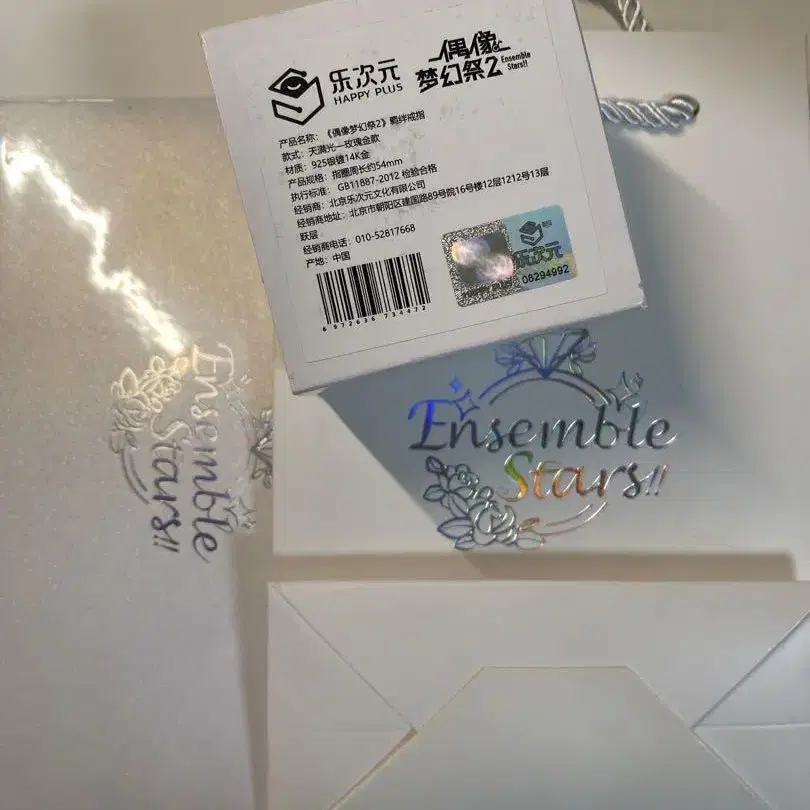 乐次元
HAPPY PLUS
偶像
梦幻祭2
Ensemble
Stars!!
产品名称：《偶像梦幻祭2》羁绊戒指
款式：天满光—玫瑰金款
材质：925银镀14K金
产品规格：指圈周长约54mm
执行标准：GB11887-2012 检验合格
经销商：北京乐次元文化有限公司
经销商地址：北京市朝阳区建国路89号院16号楼12层1212号13层
跃层
经销商电话：010-52817668
产地：中国
6 972636 734472
乐次元
08294992
Ensemble
Stars!!
Ensemble
Stars!!